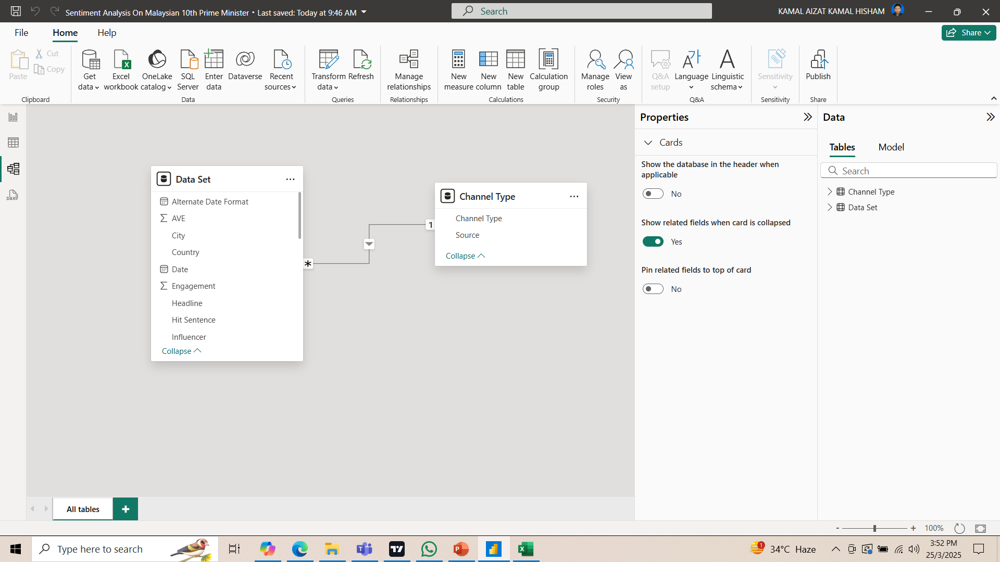 Sentiment Analysis On Malaysian 10th Prime Minister • Last saved: Today at 9:46 AM
Search
KAMAL AIZAT KAMAL HISHAM
File
Home
Help
Share
Paste
Cut
Copy
Clipboard
Get data
Excel workbook
OneLake catalog
SQL Server
Enter data
Dataverse
Recent sources
Data
Transform data
Refresh
Queries
Manage relationships
Relationships
New measure
New column
New table
Calculation group
Calculations
Manage roles
View as
Security
Q&A setup
Language
Linguistic schema
Q&A
Sensitivity
Sensitivity
Publish
Share
DAX
Data Set
...
Alternate Date Format
AVE
City
Country
Date
Engagement
Headline
Hit Sentence
Influencer
Collapse
*
1
Channel Type
...
Channel Type
Source
Collapse
Properties
Cards
Show the database in the header when
applicable
No
Show related fields when card is collapsed
Yes
Pin related fields to top of card
No
Data
Tables
Model
Search
Channel Type
Data Set
All tables
+
- + 100%
Type here to search
1
34°C Haze
3:52 PM
25/3/2025